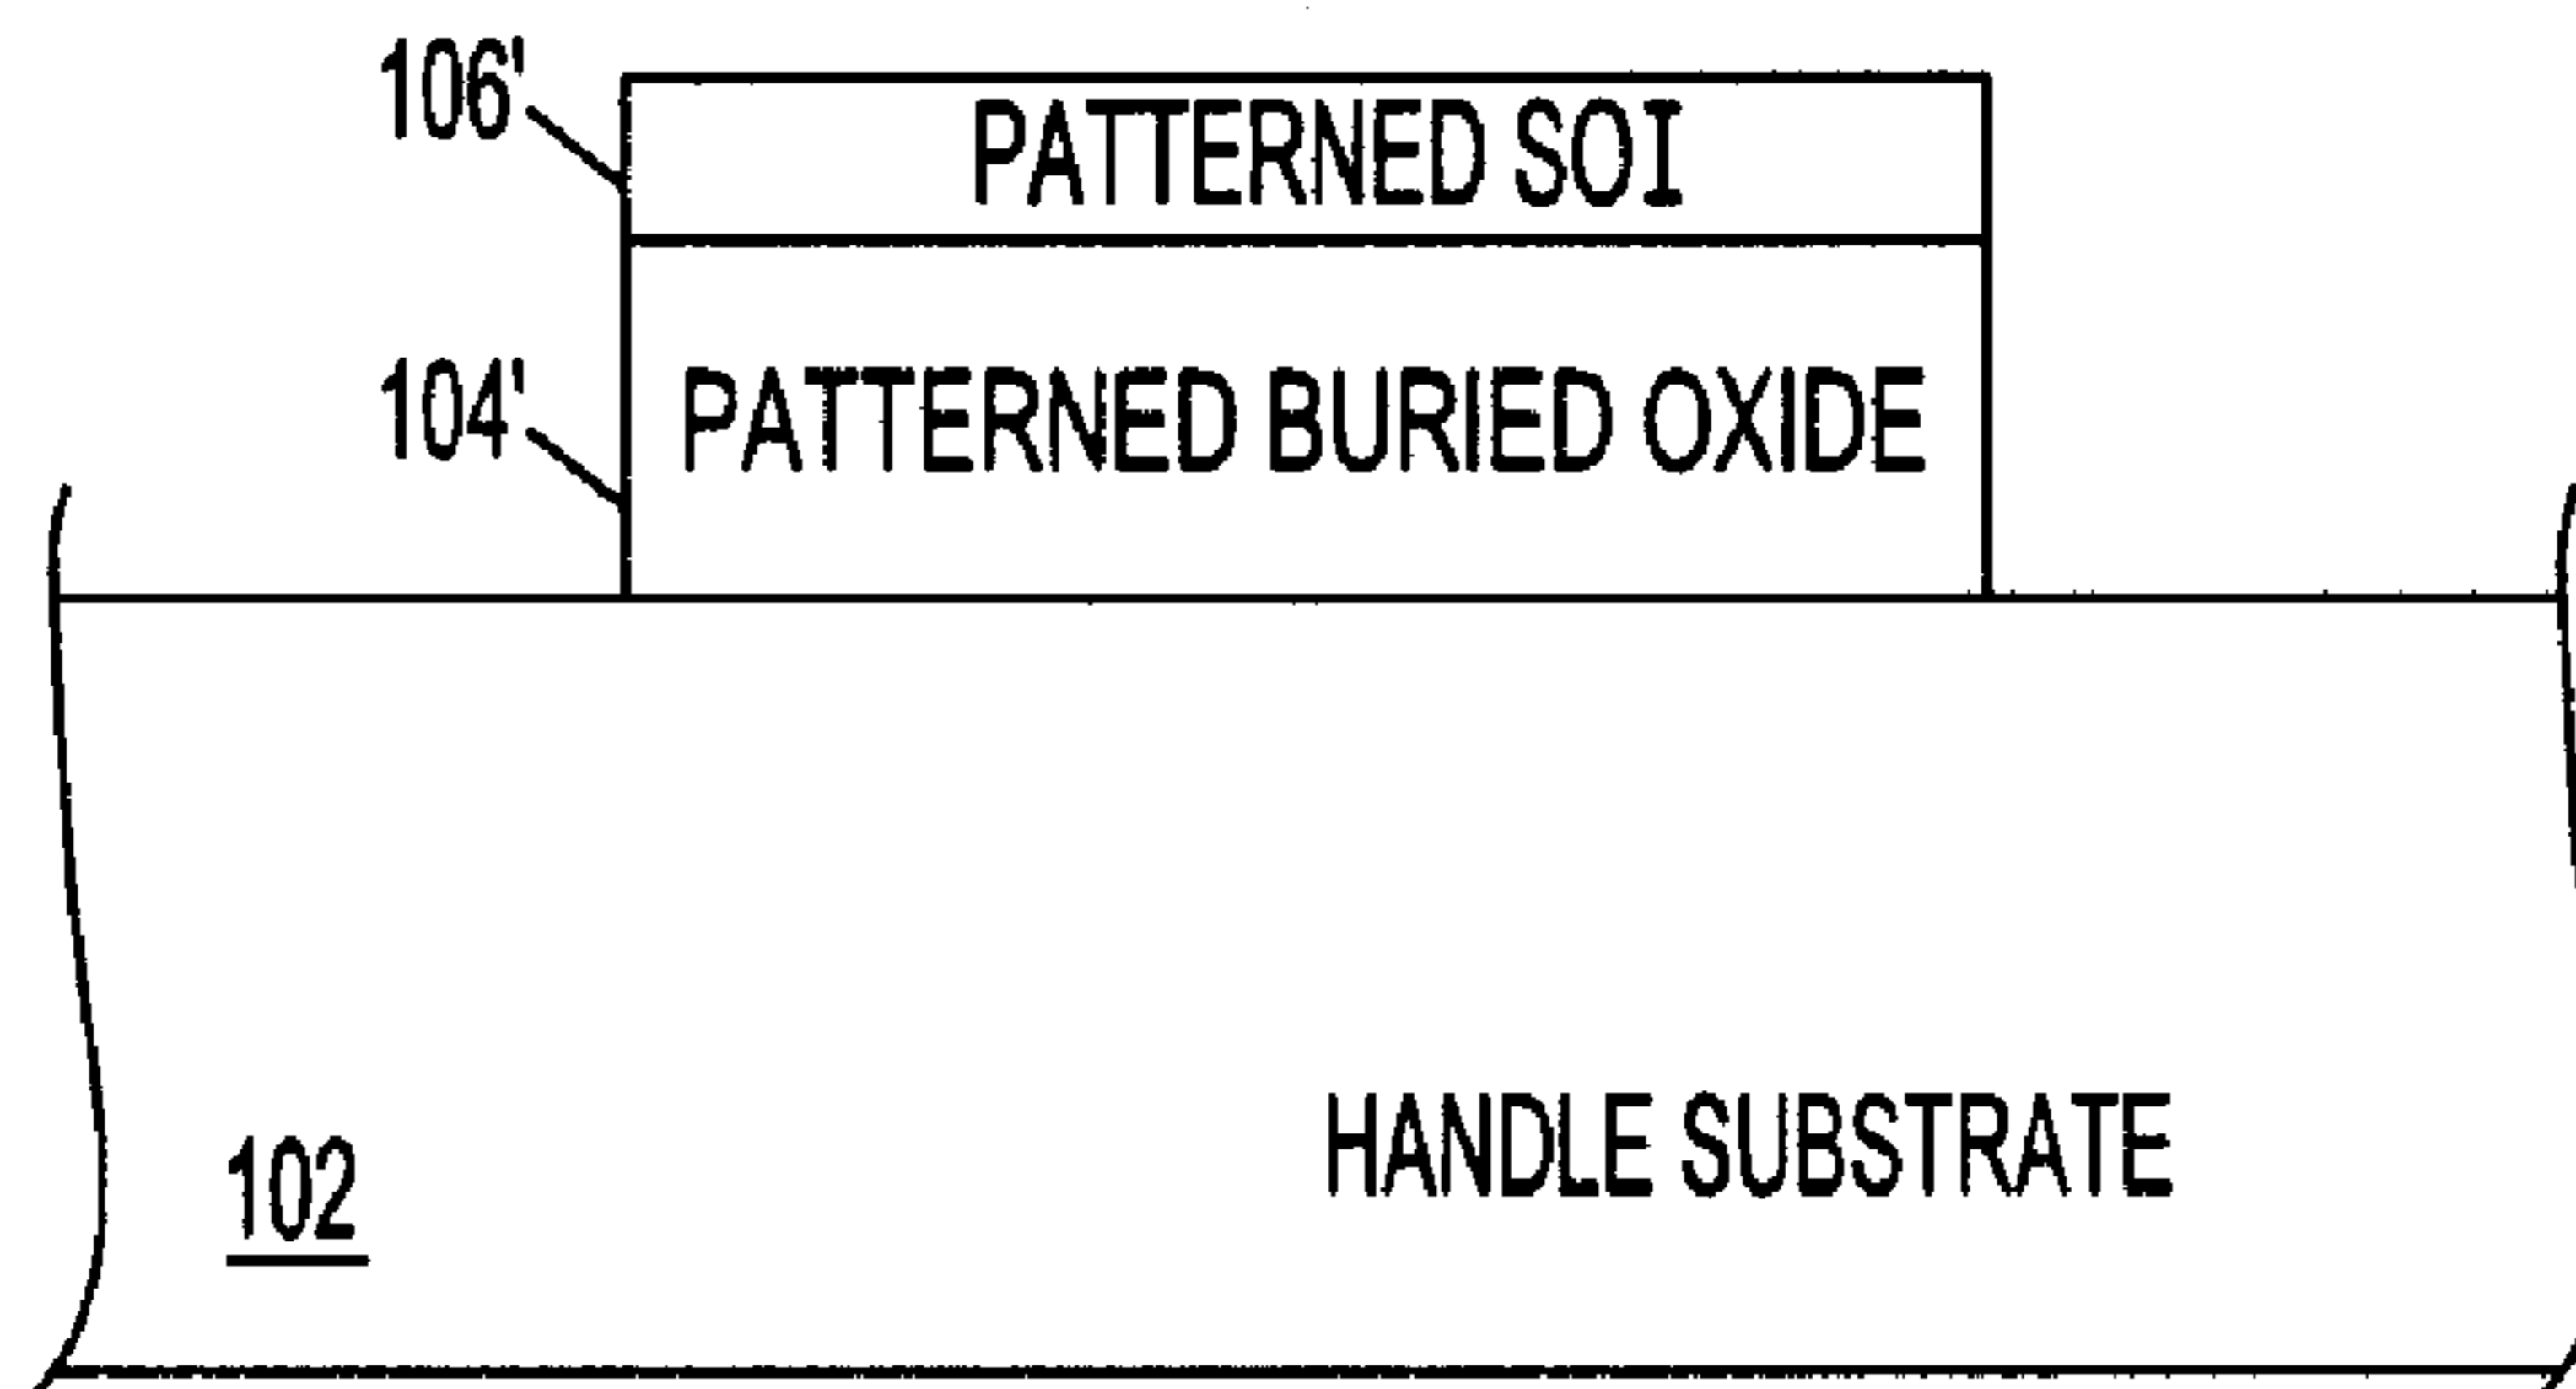 106'
PATTERNED SOI
104'
PATTERNED BURIED OXIDE
HANDLE SUBSTRATE
102